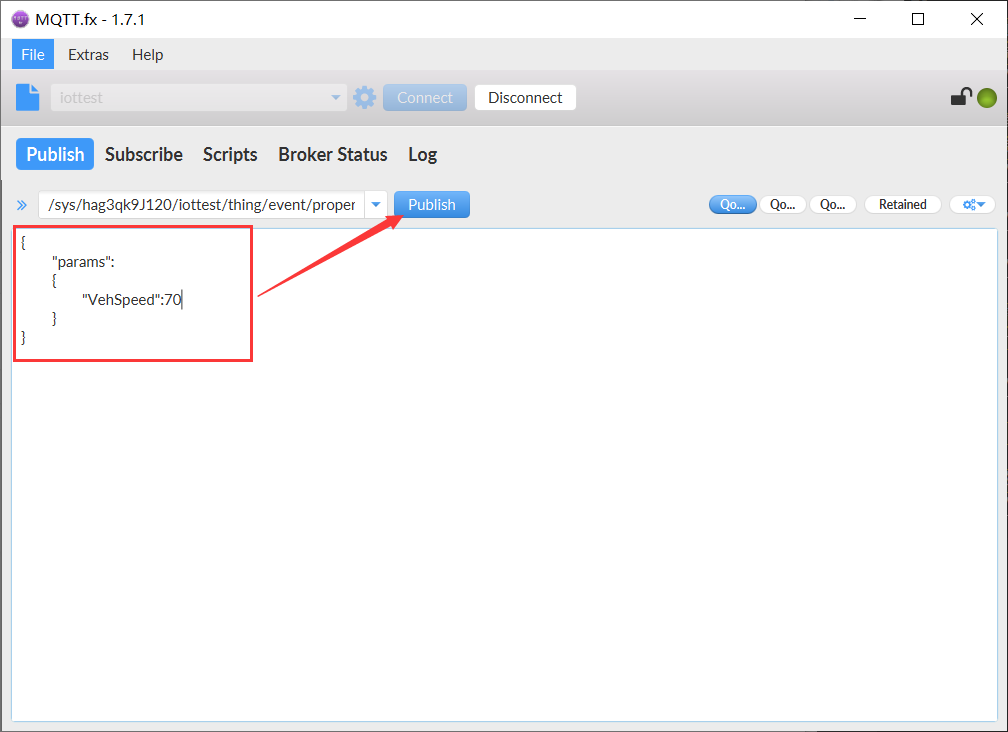 MQTT.fx - 1.7.1
File Extras Help
iottest Connect Disconnect
Publish Subscribe Scripts Broker Status Log
» /sys/hag3qk9J120/iottest/thing/event/proper Publish Qo... Qo... Qo... Retained
{
"params":
{
"VehSpeed":70
}
}